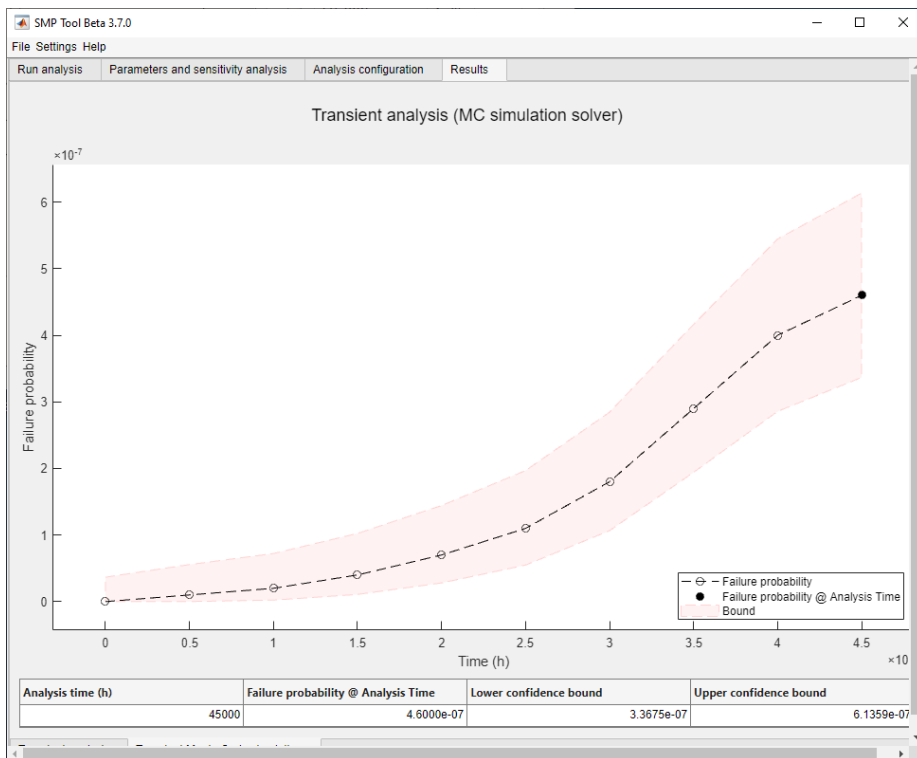 SMP Tool Beta 3.7.0
File Settings Help
Run analysis Parameters and sensitivity analysis Analysis configuration Results
Transient analysis (MC simulation solver)
×10⁻⁷
6
5
4
3
2
1
0
Failure probability
0 0.5 1 1.5 2 2.5 3 3.5 4 4.5
Time (h)
×10
Failure probability
Failure probability @ Analysis Time
Bound
Analysis time (h) Failure probability @ Analysis Time Lower confidence bound Upper confidence bound
45000 4.6000e-07 3.3675e-07 6.1359e-07